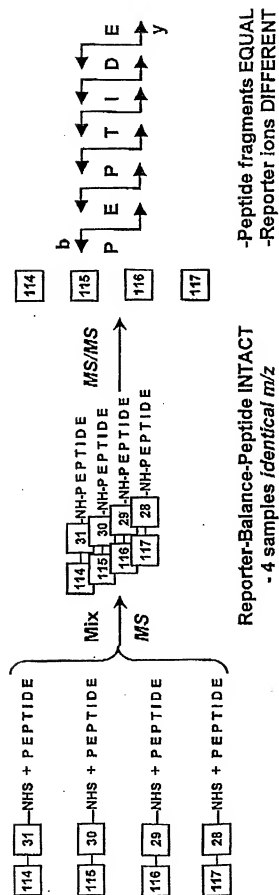 114 31 NHS + PEPTIDE
115 30 NHS + PEPTIDE
116 29 NHS + PEPTIDE
117 28 NHS + PEPTIDE
Mix
MS
114 31 -NH-PEPTIDE
115 30 -NH-PEPTIDE
116 29 -NH-PEPTIDE
117 28 -NH-PEPTIDE
Reporter-Balance-Peptide INTACT
- 4 samples identical m/z
MS/MS
114
115
116
117
b
P E P T I D E
y
-Peptide fragments EQUAL
-Reporter ions DIFFERENT